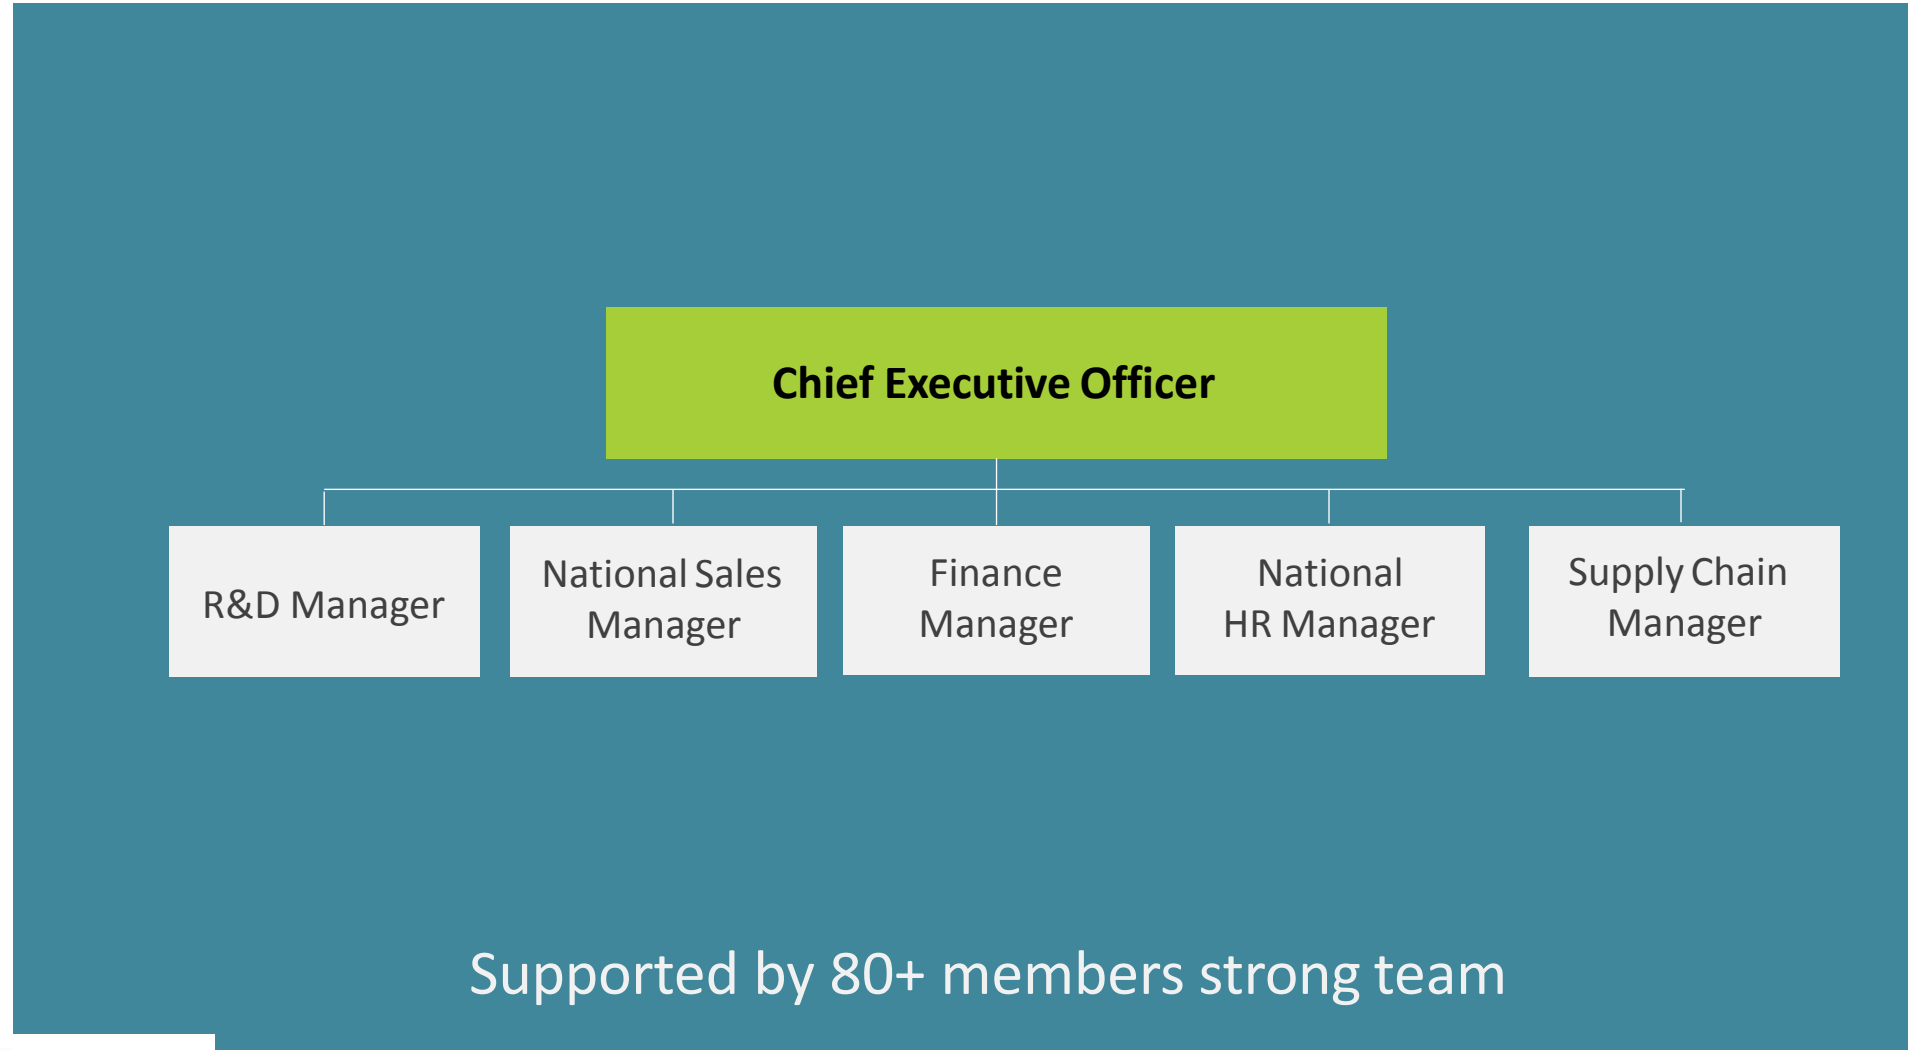 Chief Executive Officer
R&D Manager
National Sales
Manager
Finance
Manager
National
HR Manager
Supply Chain
Manager
Supported by 80+ members strong team